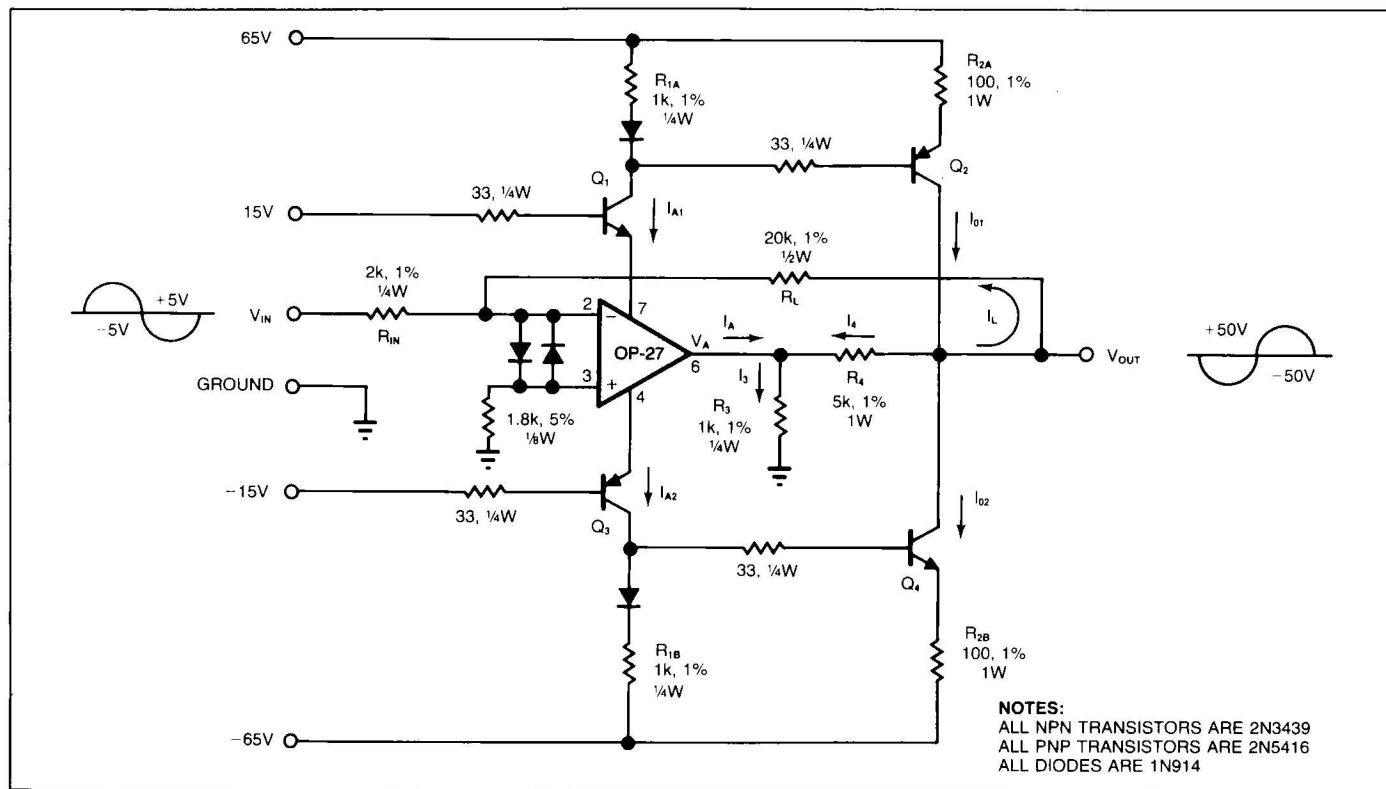 65V
R1A
1k, 1%
¼W
R2A
100, 1%
1W
33, ¼W
Q2
Q1
33, ¼W
15V
IA1
I01
20k, 1%
½W
RL
2k, 1%
¼W
+5V
−5V
VIN
RIN
2
−
7
OP-27
VA
6
IA
I4
IL
+50V
−50V
VOUT
GROUND
3
+
4
I3
R4
5k, 1%
1W
R3
1k, 1%
¼W
1.8k, 5%
⅛W
−15V
33, ¼W
IA2
Q3
I02
33, ¼W
Q4
R1B
1k, 1%
¼W
R2B
100, 1%
1W
−65V
NOTES:
ALL NPN TRANSISTORS ARE 2N3439
ALL PNP TRANSISTORS ARE 2N5416
ALL DIODES ARE 1N914